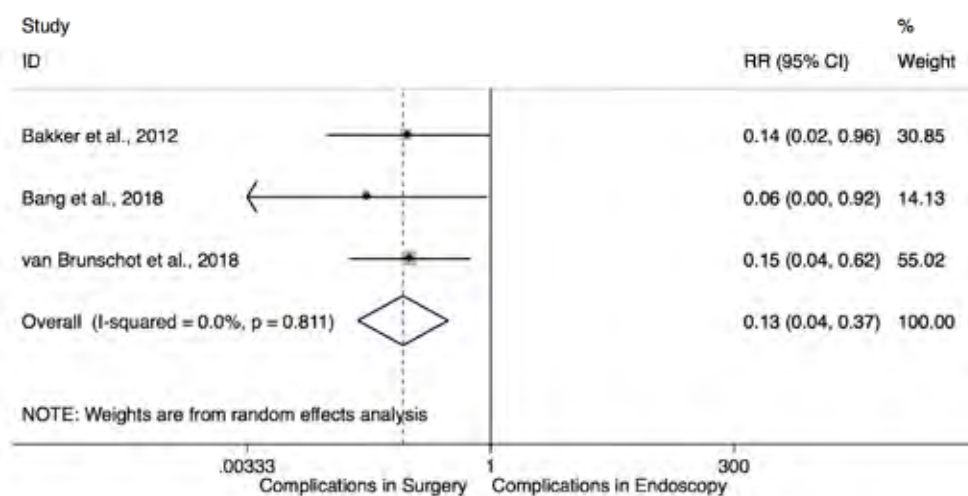 Study %
ID RR (95% CI) Weight
Bakker et al., 2012 0.14 (0.02, 0.96) 30.85
Bang et al., 2018 0.06 (0.00, 0.92) 14.13
van Brunschot et al., 2018 0.15 (0.04, 0.62) 55.02
Overall (I-squared = 0.0%, p = 0.811) 0.13 (0.04, 0.37) 100.00
NOTE: Weights are from random effects analysis
.00333 1 300
Complications in Surgery Complications in Endoscopy